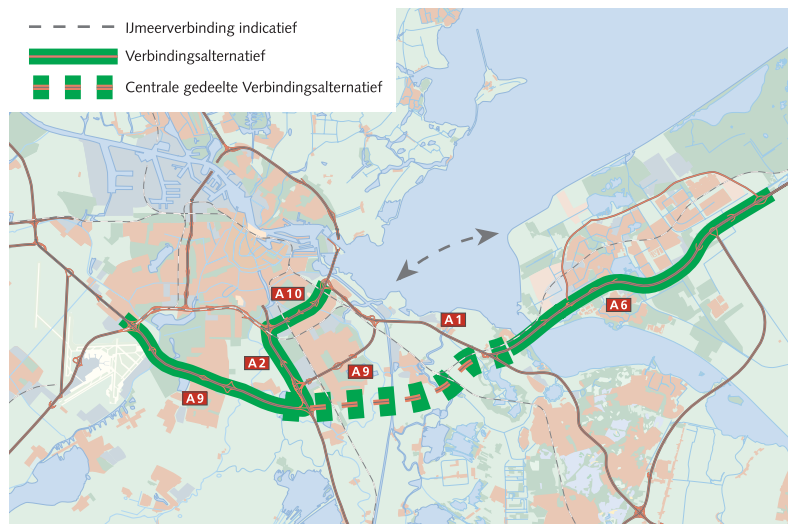 IJmeerverbinding indicatief
Verbindingsalternatief
Centrale gedeelte Verbindingsalternatief
A10
A1
A6
A2
A9
A9